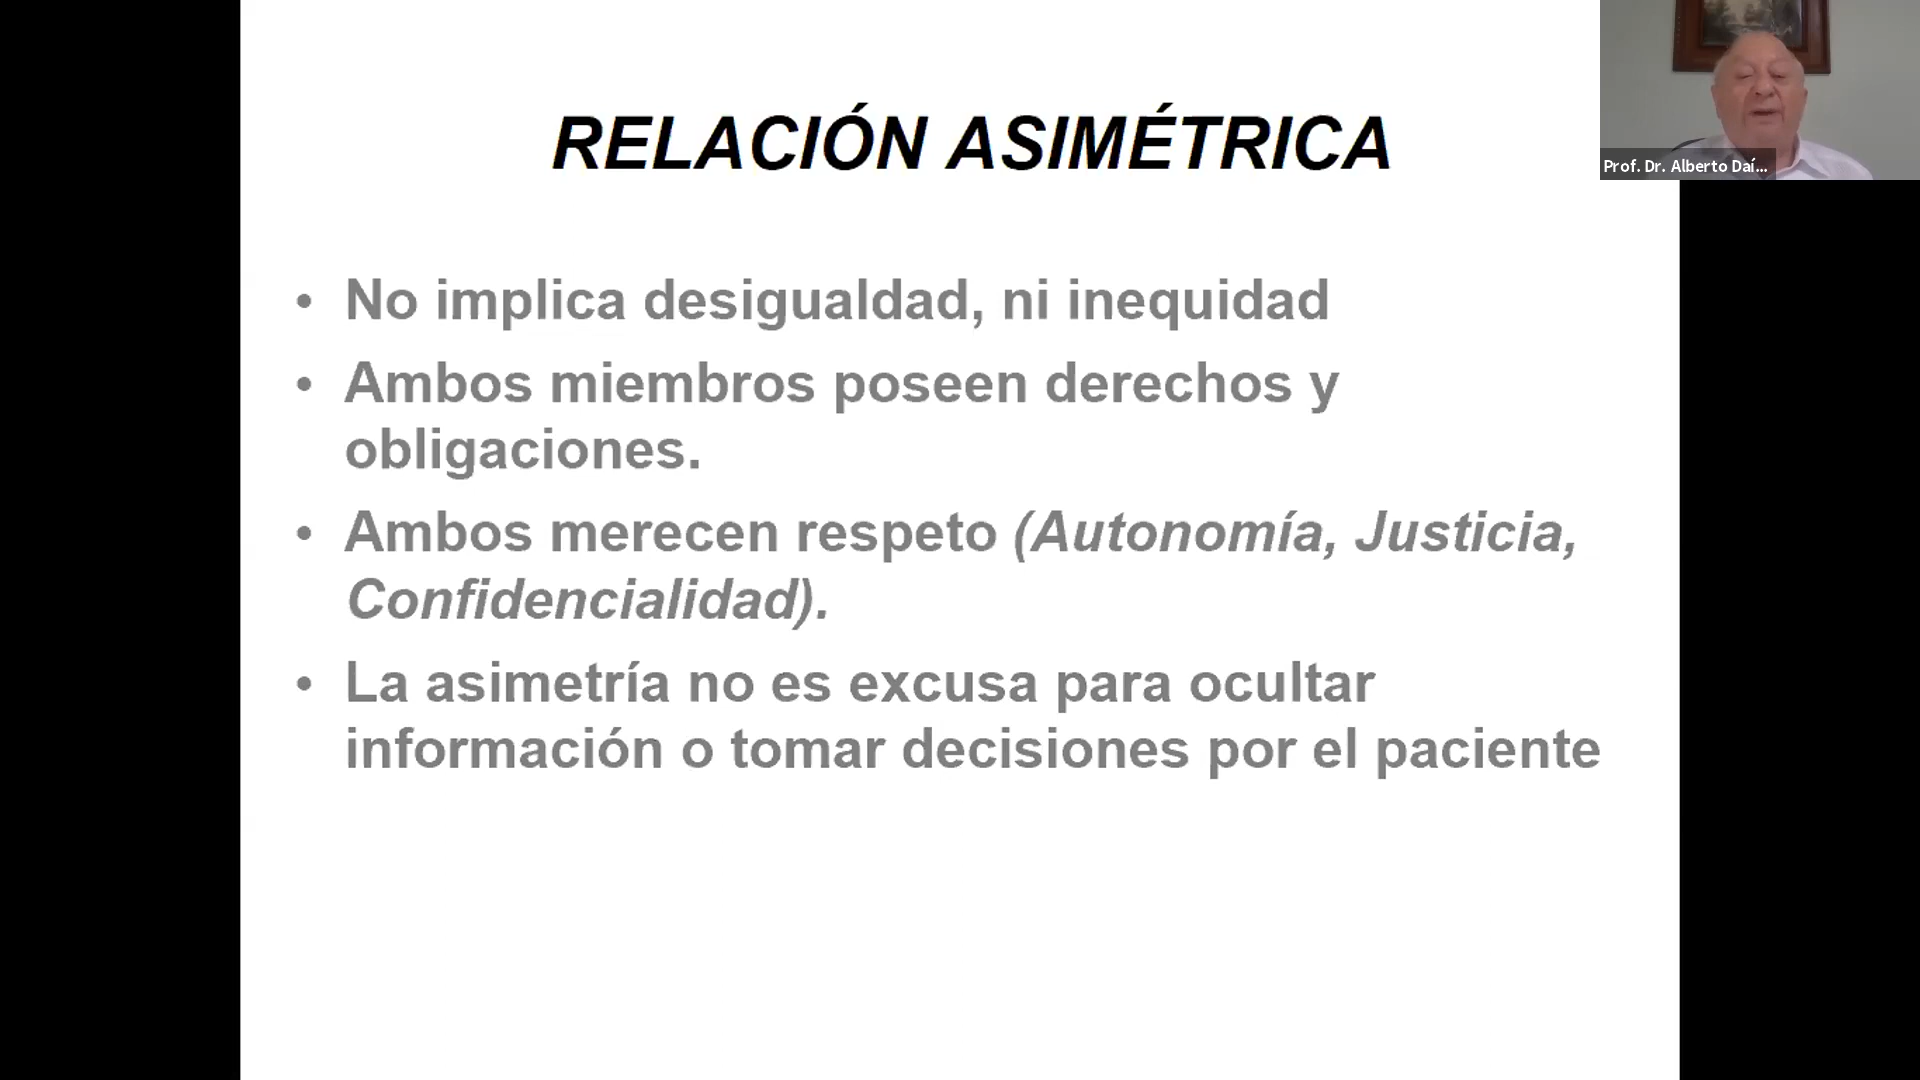 RELACIÓN ASIMÉTRICA
Prof. Dr. Alberto Daí...
• No implica desigualdad, ni inequidad
• Ambos miembros poseen derechos y
obligaciones.
• Ambos merecen respeto (Autonomía, Justicia,
Confidencialidad).
• La asimetría no es excusa para ocultar
información o tomar decisiones por el paciente